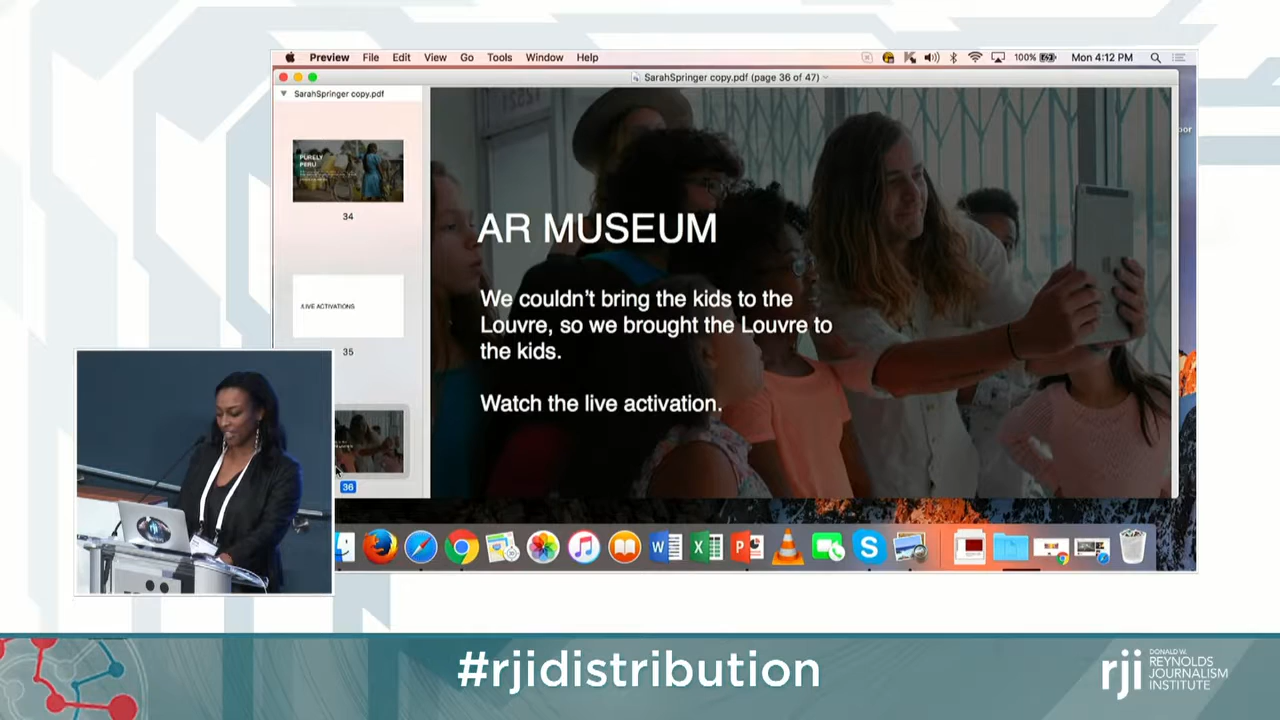 Preview File Edit View Go Tools Window Help 100% Mon 4:12 PM
SarahSpringer copy.pdf (page 36 of 47)
SarahSpringer copy.pdf
PURELY
PERU
34
/LIVE ACTIVATIONS
35
36
AR MUSEUM
We couldn't bring the kids to the
Louvre, so we brought the Louvre to
the kids.
Watch the live activation.
#rjidistribution
rji
DONALD W.
REYNOLDS
JOURNALISM
INSTITUTE